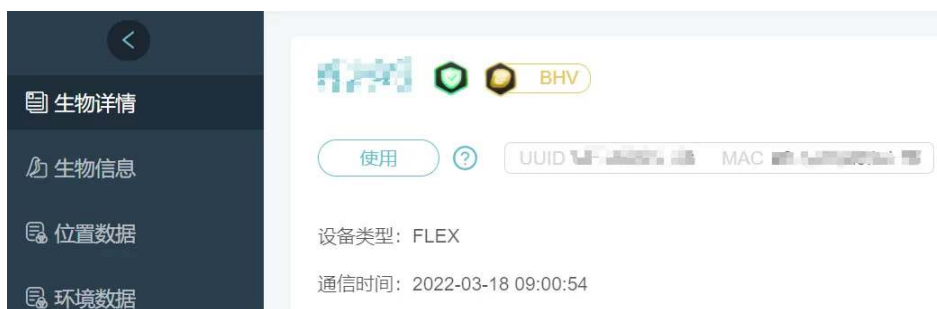 BHV
生物详情
使用 ? UUID MAC
生物信息
位置数据
设备类型：FLEX
通信时间：2022-03-18 09:00:54
环境数据